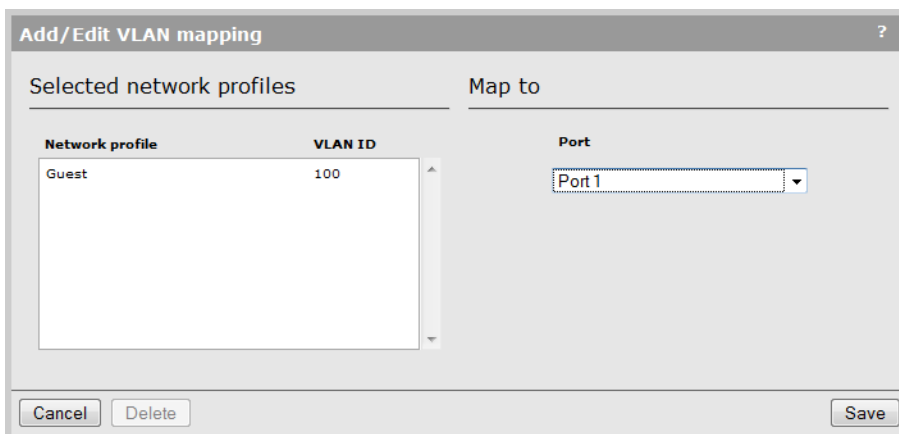 Add/Edit VLAN mapping ?
Selected network profiles
Map to
Network profile VLAN ID
Port
Guest 100
Port 1
Cancel Delete Save